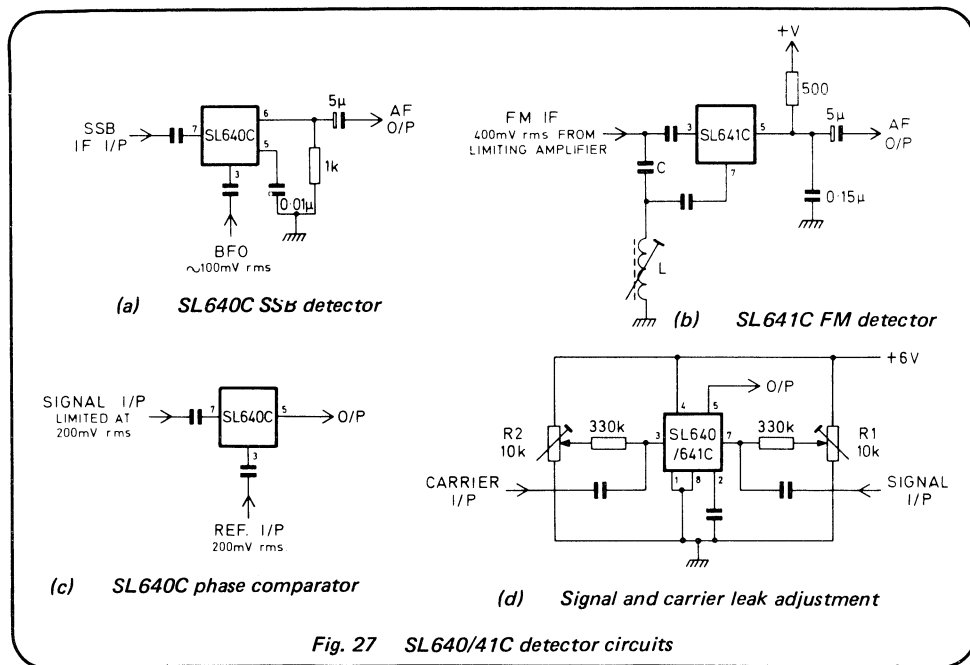 SSB
IF I/P
7
SL640C
6
5
3
5µ
AF
O/P
1k
0·01µ
BFO
~100mV rms
(a) SL640C SSB detector
+V
500
FM IF
400mV rms FROM
LIMITING AMPLIFIER
3
SL641C
5
7
5µ
AF
O/P
C
0·15µ
L
(b) SL641C FM detector
SIGNAL I/P
LIMITED AT
200mV rms
7
SL640C
5
O/P
3
REF. I/P
200mV rms
(c) SL640C phase comparator
+6V
O/P
4
5
R2
10k
330k
3
SL640
/641C
7
330k
R1
10k
1
8
2
CARRIER
I/P
SIGNAL
I/P
(d) Signal and carrier leak adjustment
Fig. 27 SL640/41C detector circuits